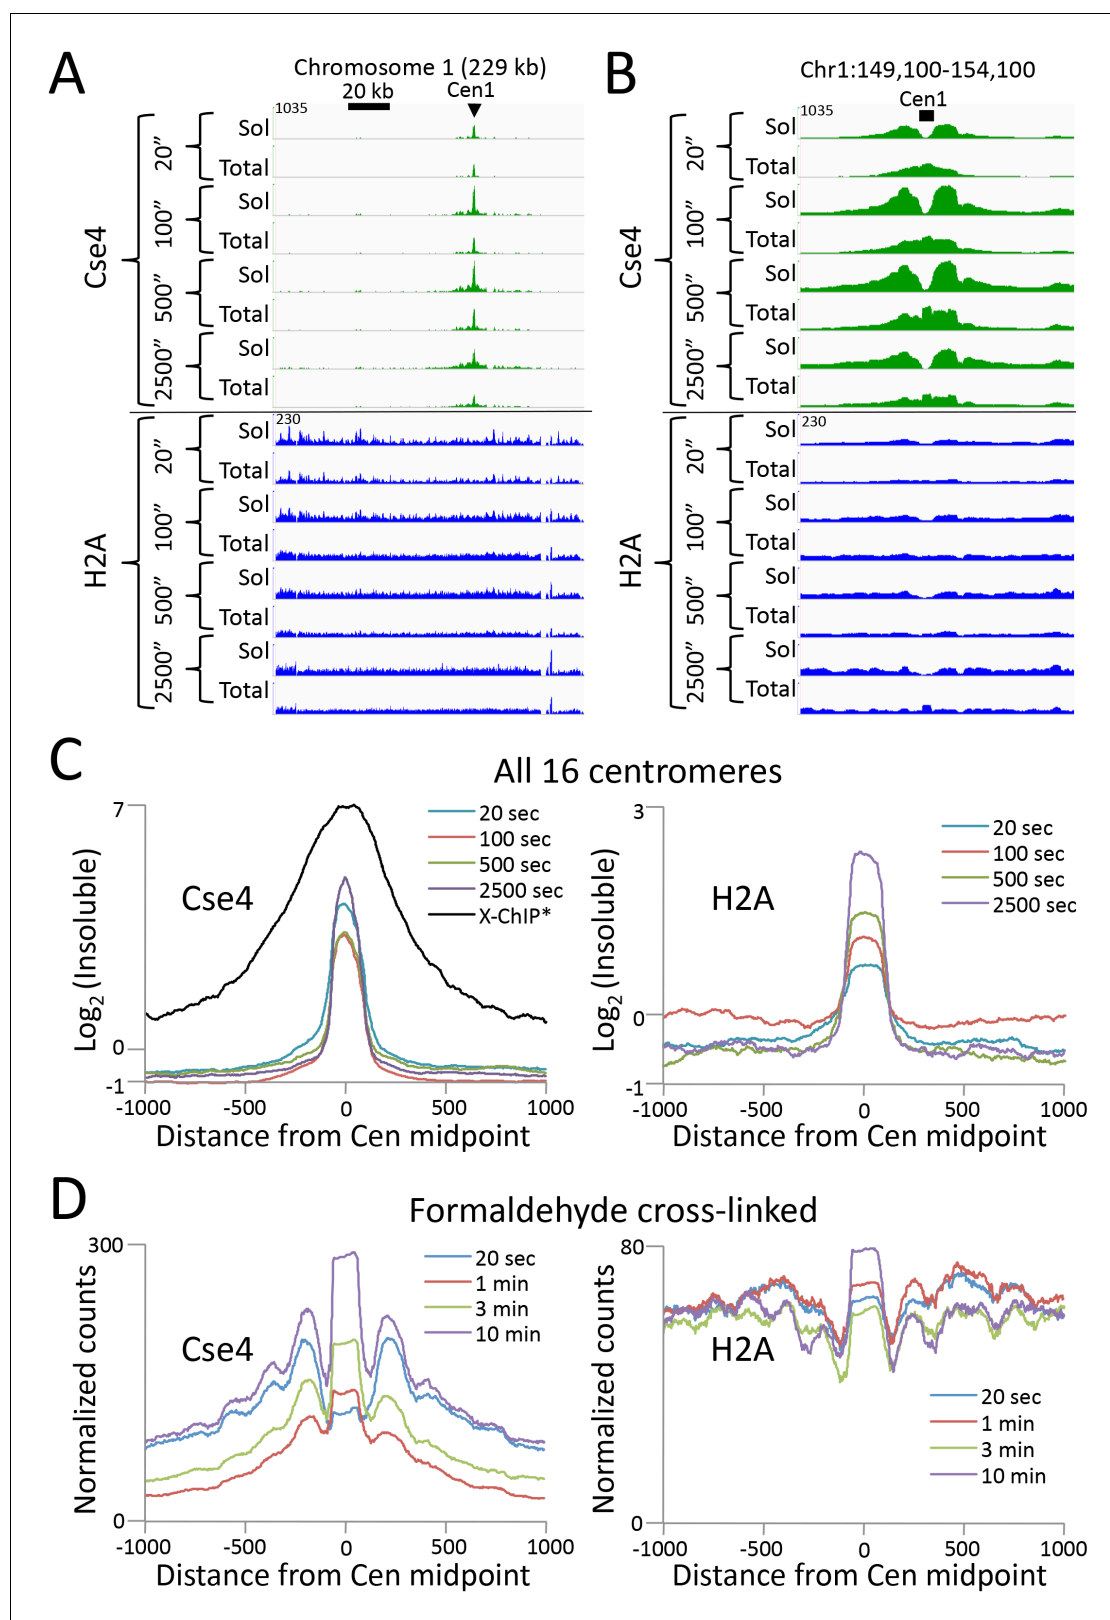 A
Chromosome 1 (229 kb)
20 kb
Cen1
1035
Cse4
20”
Sol
Total
100”
Sol
Total
500”
Sol
Total
2500”
Sol
Total
230
H2A
20”
Sol
Total
100”
Sol
Total
500”
Sol
Total
2500”
Sol
Total
B
Chr1:149,100-154,100
Cen1
1035
Cse4
20”
Sol
Total
100”
Sol
Total
500”
Sol
Total
2500”
Sol
Total
230
H2A
20”
Sol
Total
100”
Sol
Total
500”
Sol
Total
2500”
Sol
Total
C
All 16 centromeres
Log2 (Insoluble)
7
0
-1
Cse4
20 sec
100 sec
500 sec
2500 sec
X-ChIP*
-1000
-500
0
500
1000
Distance from Cen midpoint
Log2 (Insoluble)
3
0
-1
H2A
20 sec
100 sec
500 sec
2500 sec
-1000
-500
0
500
1000
Distance from Cen midpoint
D
Formaldehyde cross-linked
Normalized counts
300
0
Cse4
20 sec
1 min
3 min
10 min
-1000
-500
0
500
1000
Distance from Cen midpoint
Normalized counts
80
0
H2A
20 sec
1 min
3 min
10 min
-1000
-500
0
500
1000
Distance from Cen midpoint